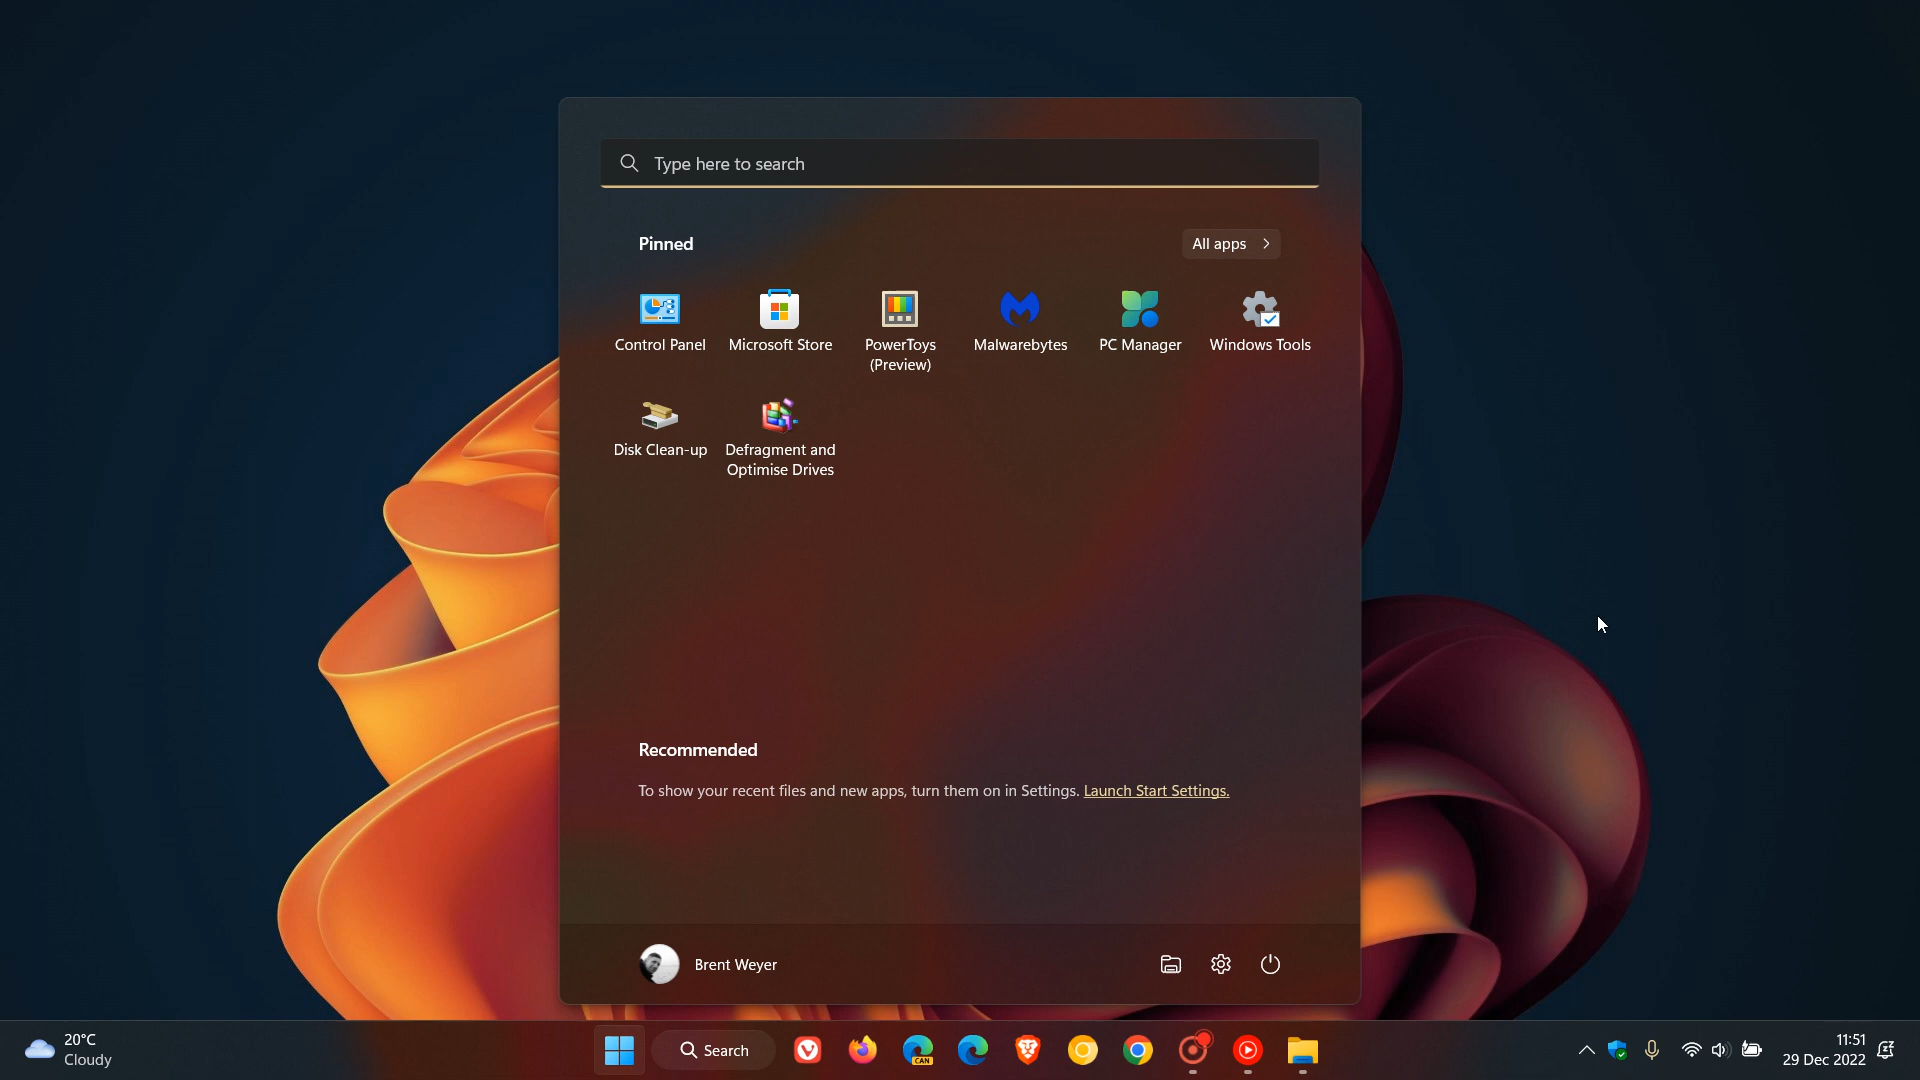 Type here to search
Pinned
All apps
Control Panel
Microsoft Store
PowerToys
(Preview)
Malwarebytes
PC Manager
Windows Tools
Disk Clean-up
Defragment and
Optimise Drives
Recommended
To show your recent files and new apps, turn them on in Settings. Launch Start Settings.
Brent Weyer
20°C
Cloudy
Search
CAN
11:51
29 Dec 2022